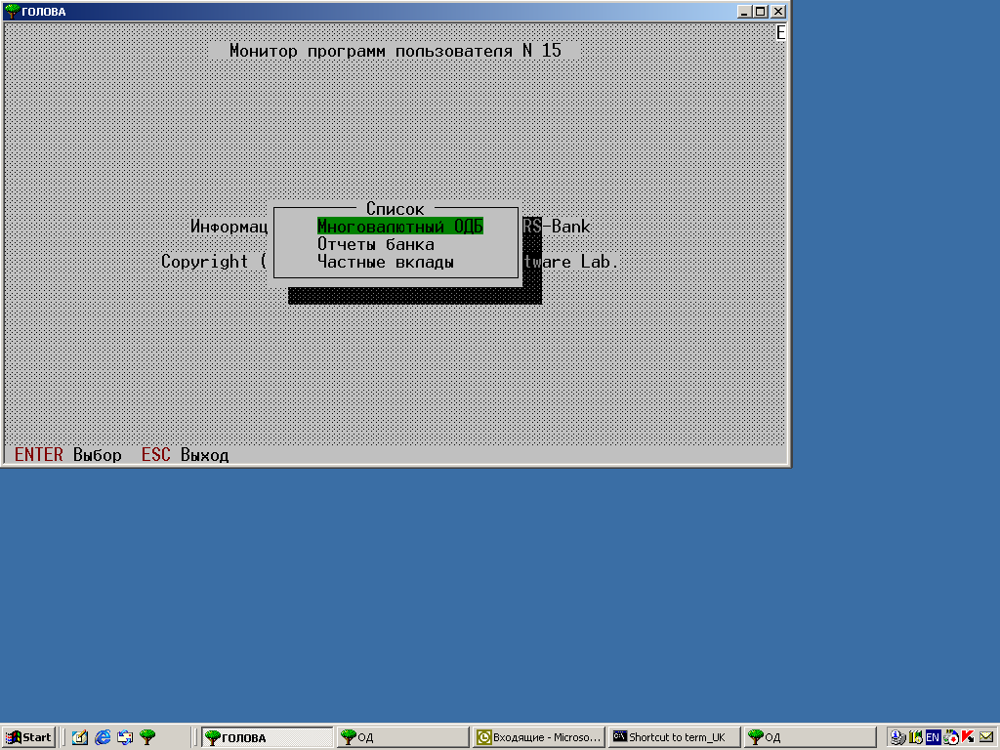 ГОЛОВА
E
Монитор программ пользователя N 15
Список
Информац
Многовалютный ОДБ
RS-Bank
Отчеты банка
Copyright (
Частные вклады
tware Lab.
ENTER Выбор ESC Выход
Start
ГОЛОВА
ОД
Входящие - Microso...
Shortcut to term_UK
ОД
EN